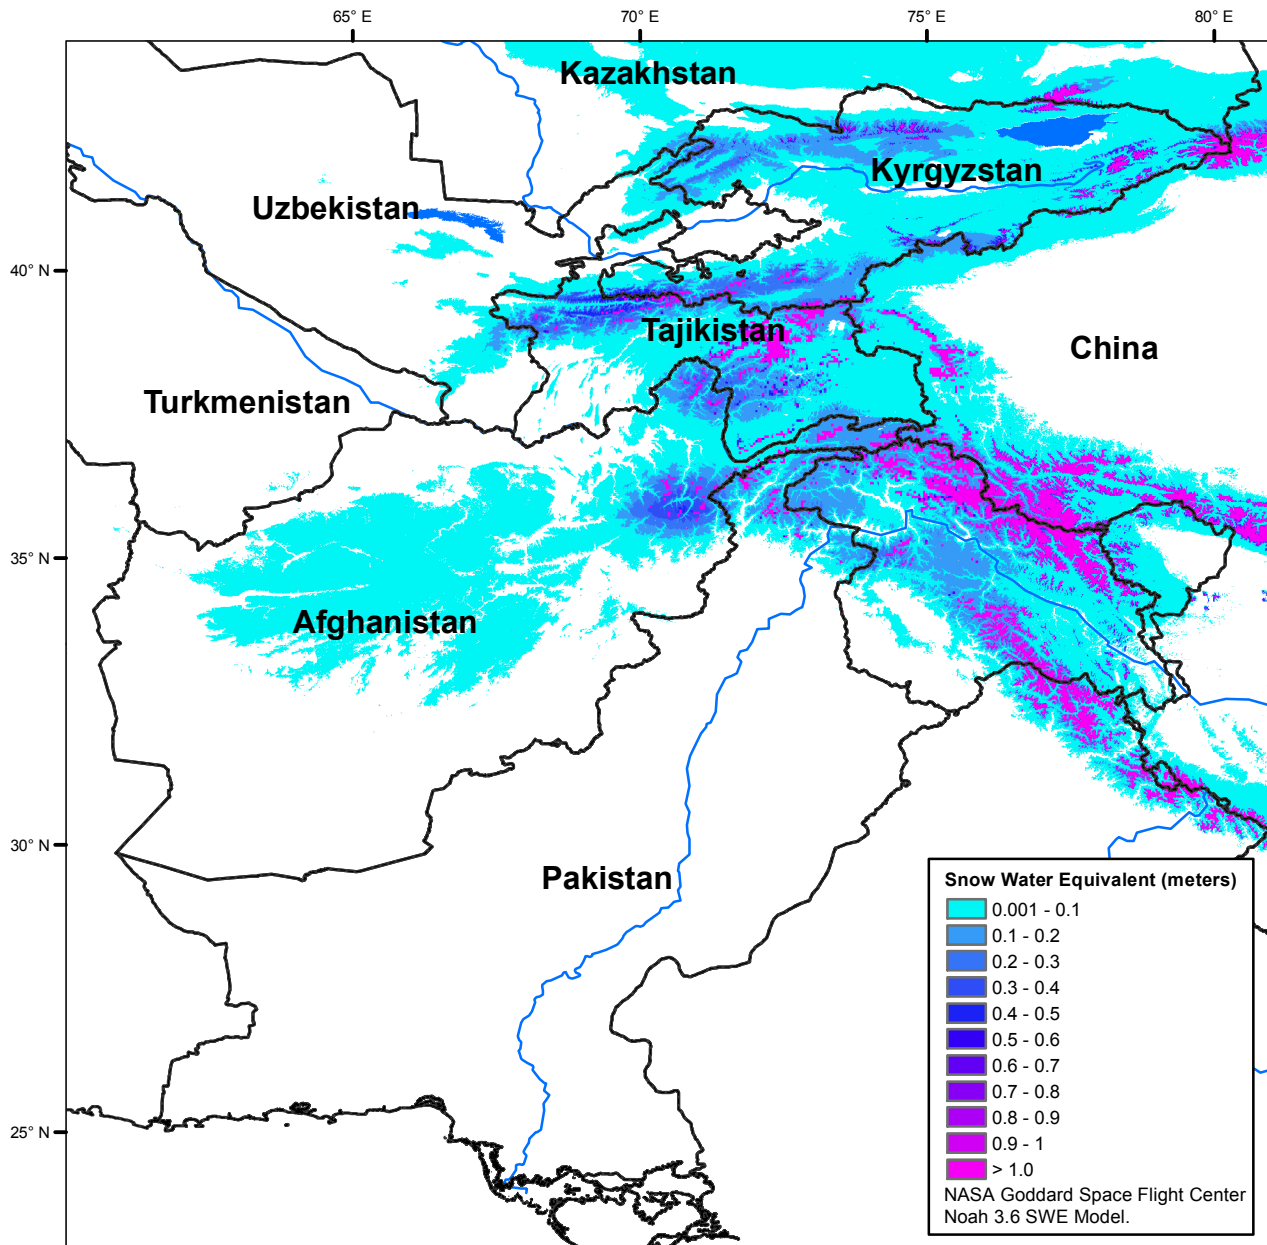 65° E
70° E
75° E
80° E
Kazakhstan
Kyrgyzstan
Uzbekistan
40° N
Tajikistan
China
Turkmenistan
35° N
Afghanistan
30° N
Pakistan
25° N
Snow Water Equivalent (meters)
0.001 - 0.1
0.1 - 0.2
0.2 - 0.3
0.3 - 0.4
0.4 - 0.5
0.5 - 0.6
0.6 - 0.7
0.7 - 0.8
0.8 - 0.9
0.9 - 1
> 1.0
NASA Goddard Space Flight Center
Noah 3.6 SWE Model.